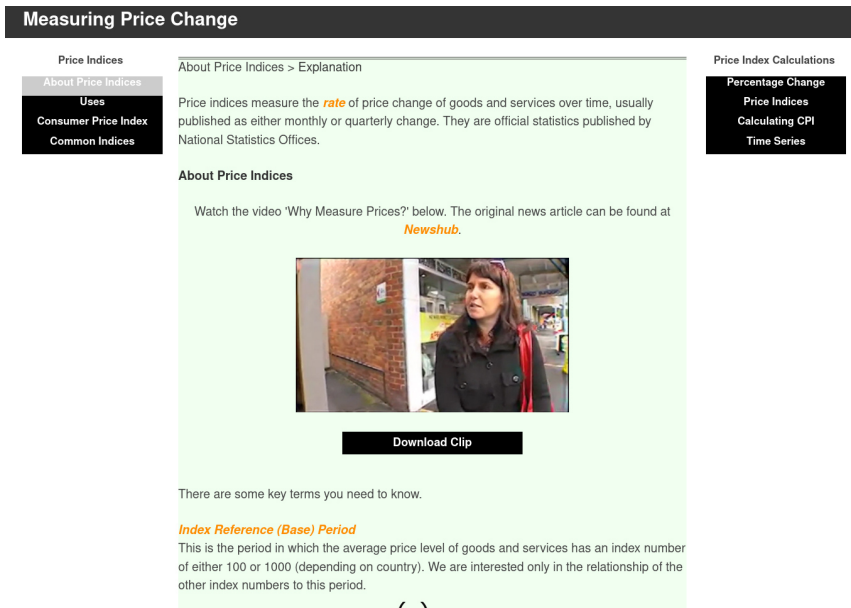 Measuring Price Change
Price Indices
About Price Indices
Uses
Consumer Price Index
Common Indices
About Price Indices > Explanation
Price indices measure the rate of price change of goods and services over time, usually
published as either monthly or quarterly change. They are official statistics published by
National Statistics Offices.
About Price Indices
Watch the video 'Why Measure Prices?' below. The original news article can be found at
Newshub.
Download Clip
There are some key terms you need to know.
Index Reference (Base) Period
This is the period in which the average price level of goods and services has an index number
of either 100 or 1000 (depending on country). We are interested only in the relationship of the
other index numbers to this period.
Price Index Calculations
Percentage Change
Price Indices
Calculating CPI
Time Series